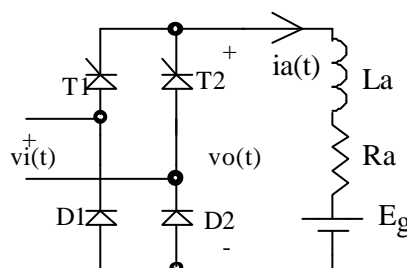 +
ia(t)
La
T1
T2
+
vi(t)
vo(t)
Ra
D1
D2
Eg
-